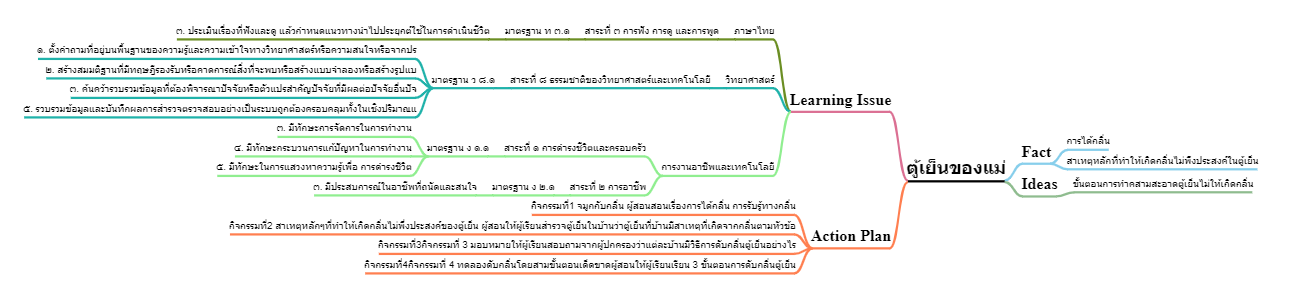 ๓. ประเมินเรื่องที่ฟังและดู แล้วกำหนดแนวทางนำไปประยุกต์ใช้ในการดำเนินชีวิต มาตรฐาน ท ๓.๑ สาระที่ ๓ การฟัง การดู และการพูด ภาษาไทย
๑. ตั้งคำถามที่อยู่บนพื้นฐานของความรู้และความเข้าใจทางวิทยาศาสตร์หรือความสนใจหรือจากปร
๒. สร้างสมมติฐานที่มีทฤษฎีรองรับหรือคาดการณ์สิ่งที่จะพบหรือสร้างแบบจำลองหรือสร้างรูปแบ
๓. ค้นคว้ารวบรวมข้อมูลที่ต้องพิจารณาปัจจัยหรือตัวแปรสำคัญปัจจัยที่มีผลต่อปัจจัยอื่นปัจ
๕. รวบรวมข้อมูลและบันทึกผลการสำรวจตรวจสอบอย่างเป็นระบบถูกต้องครอบคลุมทั้งในเชิงปริมาณแ
มาตรฐาน ว ๘.๑ สาระที่ ๘ ธรรมชาติของวิทยาศาสตร์และเทคโนโลยี วิทยาศาสตร์
Learning Issue
๓. มีทักษะการจัดการในการทำงาน
๔. มีทักษะกระบวนการแก้ปัญหาในการทำงาน
๕. มีทักษะในการแสวงหาความรู้เพื่อ การดำรงชีวิต
มาตรฐาน ง ๑.๑ สาระที่ ๑ การดำรงชีวิตและครอบครัว
๓. มีประสบการณ์ในอาชีพที่ถนัดและสนใจ มาตรฐาน ง ๒.๑ สาระที่ ๒ การอาชีพ
การงานอาชีพและเทคโนโลยี
กิจกรรมที่1 จมูกกับกลิ่น ผู้สอนสอนเรื่องการได้กลิ่น การรับรู้ทางกลิ่น
กิจกรรมที่2 สาเหตุหลักๆที่ทำให้เกิดกลิ่นไม่พึงประสงค์ของตู้เย็น ผู้สอนให้ผู้เรียนสำรวจตู้เย็นในบ้านว่าตู้เย็นที่บ้านมีสาเหตุที่เกิดจากกลิ่นตามหัวข้อ
กิจกรรมที่3กิจกรรมที่ 3 มอบหมายให้ผู้เรียนสอบถามจากผู้ปกครองว่าแต่ละบ้านมีวิธีการดับกลิ่นตู้เย็นอย่างไร
กิจกรรมที่4กิจกรรมที่ 4 ทดลองดับกลิ่นโดยสามขั้นตอนเด็ดขาดผู้สอนให้ผู้เรียนเรียน 3 ขั้นตอนการดับกลิ่นตู้เย็น
Action Plan
ตู้เย็นของแม่
Fact
การได้กลิ่น
สาเหตุหลักที่ทำให้เกิดกลิ่นไม่พึงประสงค์ในตู้เย็น
Ideas
ขั้นตอนการทำคสามสะอาดตู้เย็นไม่ให้เกิดกลิ่น